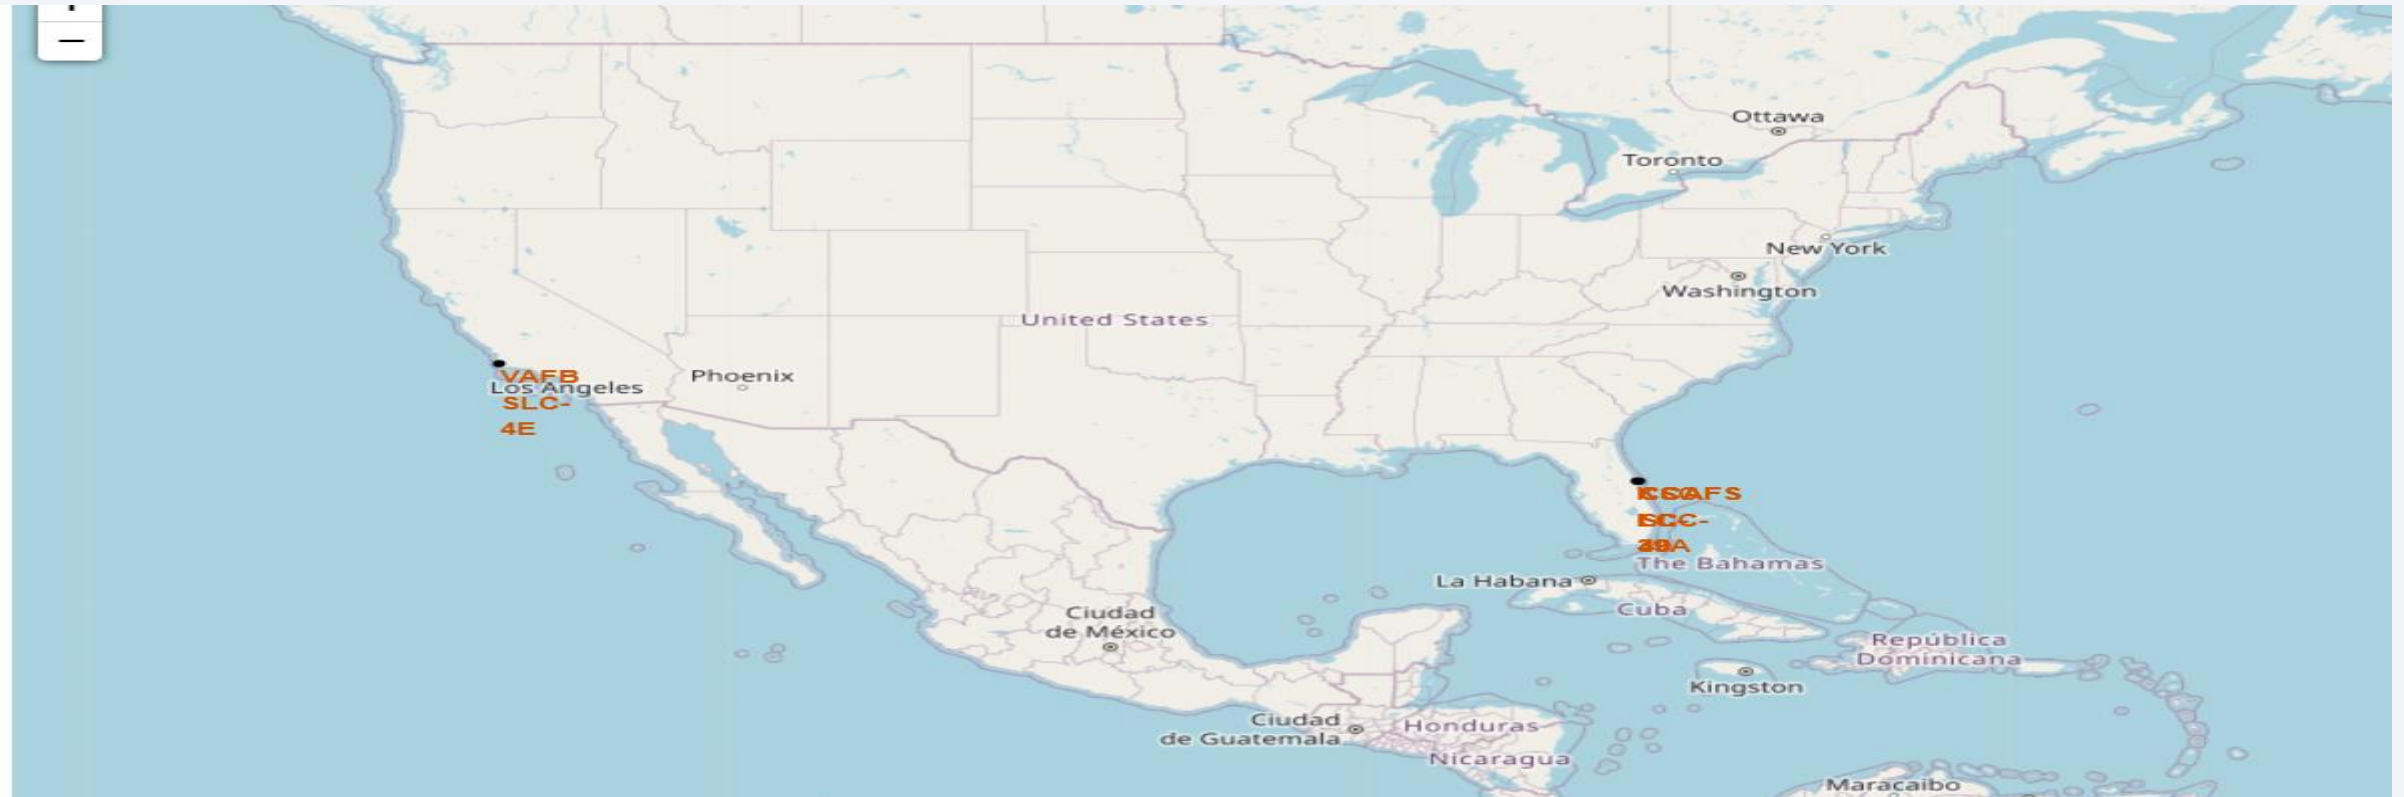 −
Ottawa
Toronto
New York
Washington
United States
Phoenix
VAFB
Los Angeles
SLC-
4E
The Bahamas
La Habana
Cuba
Ciudad
de México
República
Dominicana
Kingston
Ciudad
de Guatemala
Honduras
Nicaragua
Maracaibo